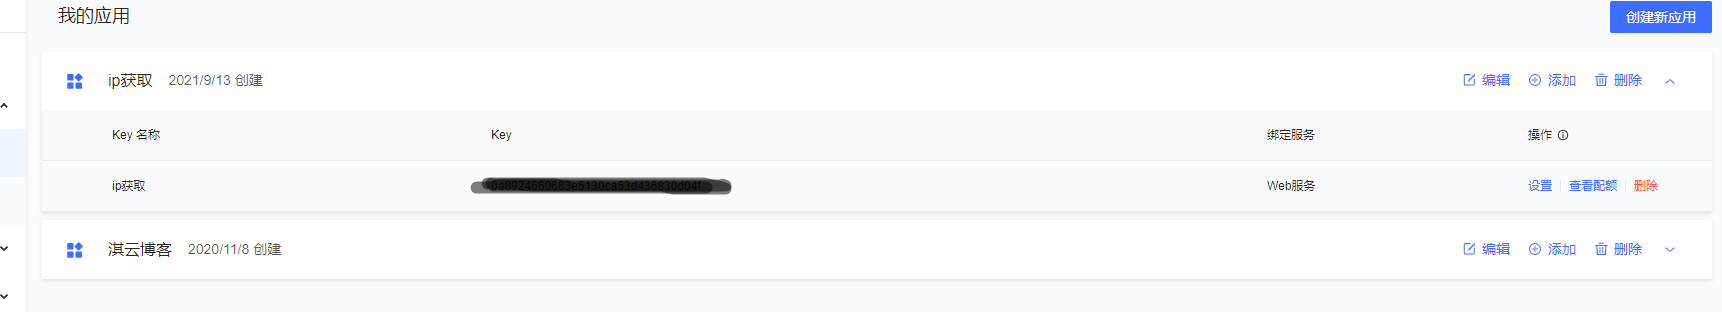 我的应用
创建新应用
ip获取 2021/9/13 创建 编辑 添加 删除
Key 名称 Key 绑定服务 操作
ip获取 Web服务 设置 查看配额 删除
淇云博客 2020/11/8 创建 编辑 添加 删除